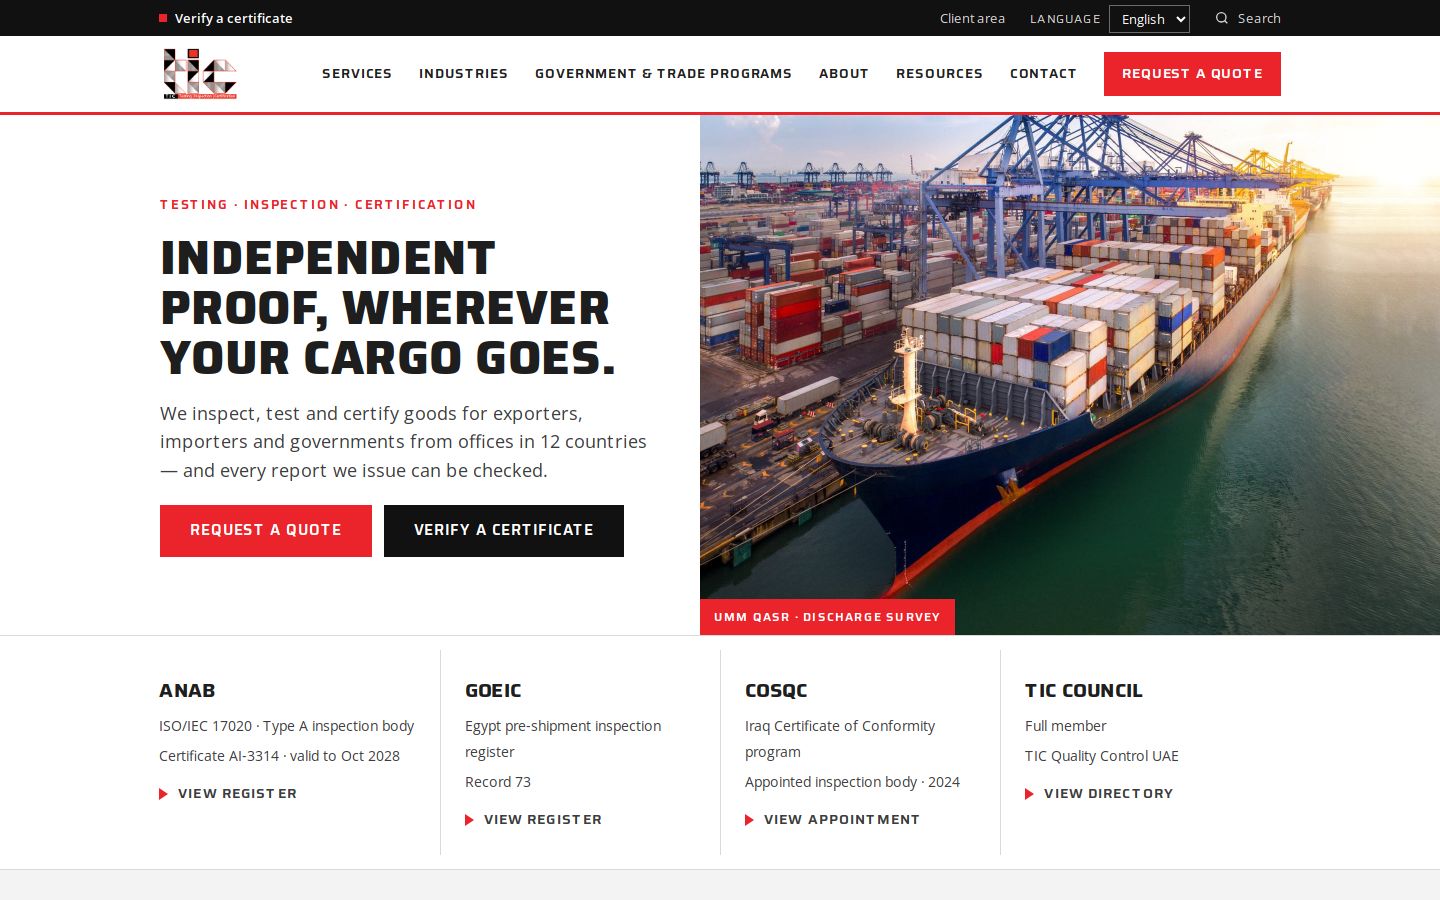 Verify a certificate
Client area
LANGUAGE
English
Search
tic
SERVICES
INDUSTRIES
GOVERNMENT & TRADE PROGRAMS
ABOUT
RESOURCES
CONTACT
REQUEST A QUOTE
TESTING · INSPECTION · CERTIFICATION
INDEPENDENT
PROOF, WHEREVER
YOUR CARGO GOES.
We inspect, test and certify goods for exporters,
importers and governments from offices in 12 countries
— and every report we issue can be checked.
REQUEST A QUOTE
VERIFY A CERTIFICATE
UMM QASR · DISCHARGE SURVEY
ANAB
ISO/IEC 17020 · Type A inspection body
Certificate AI-3314 · valid to Oct 2028
VIEW REGISTER
GOEIC
Egypt pre-shipment inspection
register
Record 73
VIEW REGISTER
COSQC
Iraq Certificate of Conformity
program
Appointed inspection body · 2024
VIEW APPOINTMENT
TIC COUNCIL
Full member
TIC Quality Control UAE
VIEW DIRECTORY